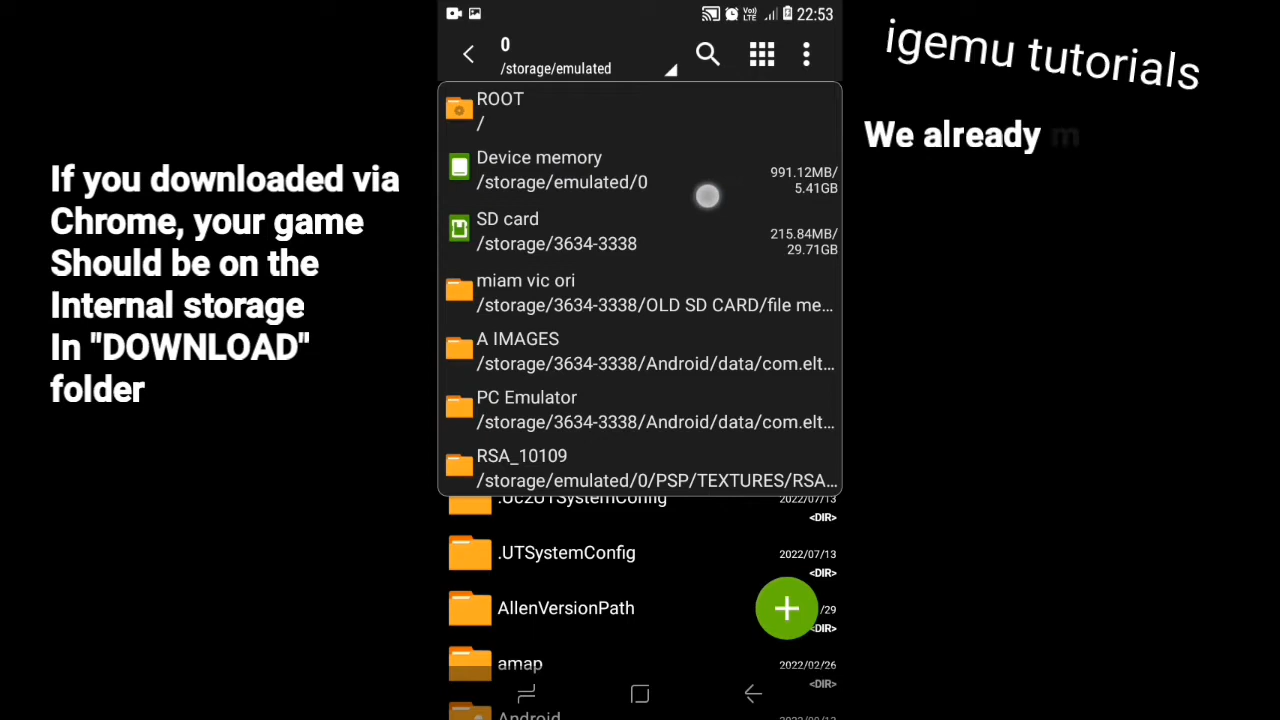 22:53
igemu tutorials
0
/storage/emulated
We already m
If you downloaded via
Chrome, your game
Should be on the
Internal storage
In "DOWNLOAD"
folder
ROOT
/
Device memory
/storage/emulated/0
991.12MB/
5.41GB
SD card
/storage/3634-3338
215.84MB/
29.71GB
miam vic ori
/storage/3634-3338/OLD SD CARD/file me...
A IMAGES
/storage/3634-3338/Android/data/com.elt...
PC Emulator
/storage/3634-3338/Android/data/com.elt...
RSA_10109
/storage/emulated/0/PSP/TEXTURES/RSA...
.Uc2UTSystemConfig
2022/07/13
<DIR>
.UTSystemConfig
2022/07/13
<DIR>
AllenVersionPath
/29
<DIR>
amap
2022/02/26
<DIR>
Android